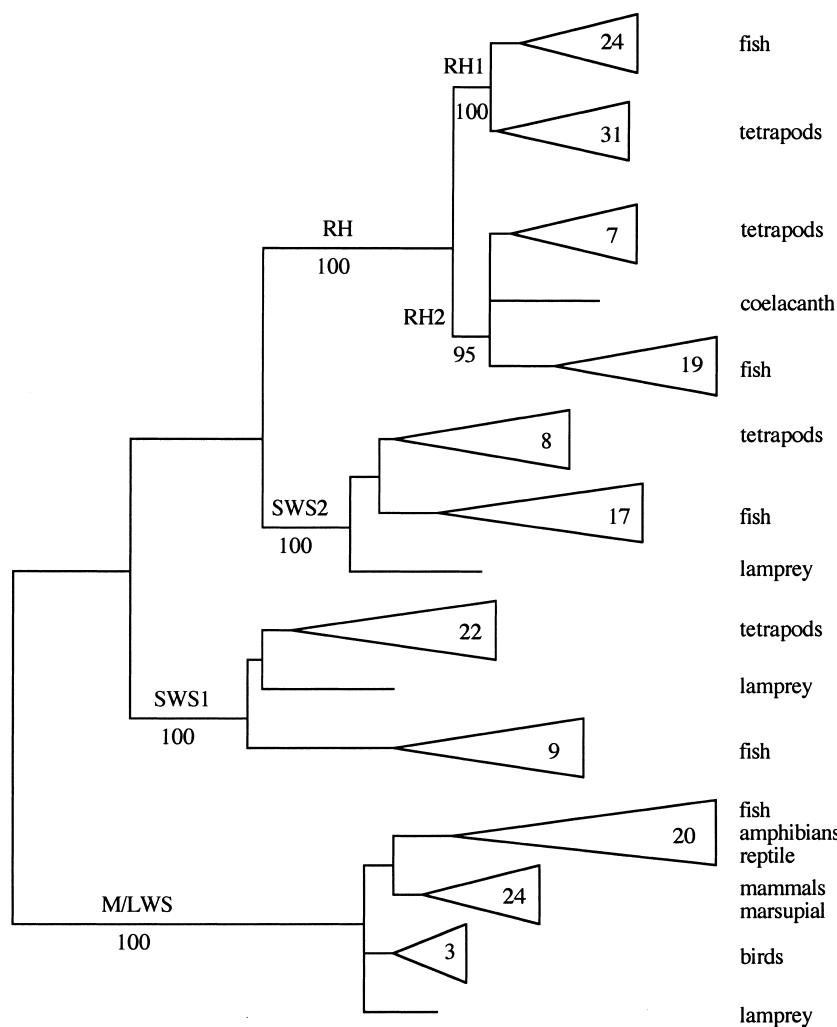 24 fish
RH1
100
31 tetrapods
RH
100
7 tetrapods
coelacanth
RH2
95
19 fish
8 tetrapods
SWS2
100
17 fish
lamprey
22 tetrapods
lamprey
SWS1
100
9 fish
fish
20 amphibians
reptile
mammals
24
marsupial
M/LWS
100
3 birds
lamprey